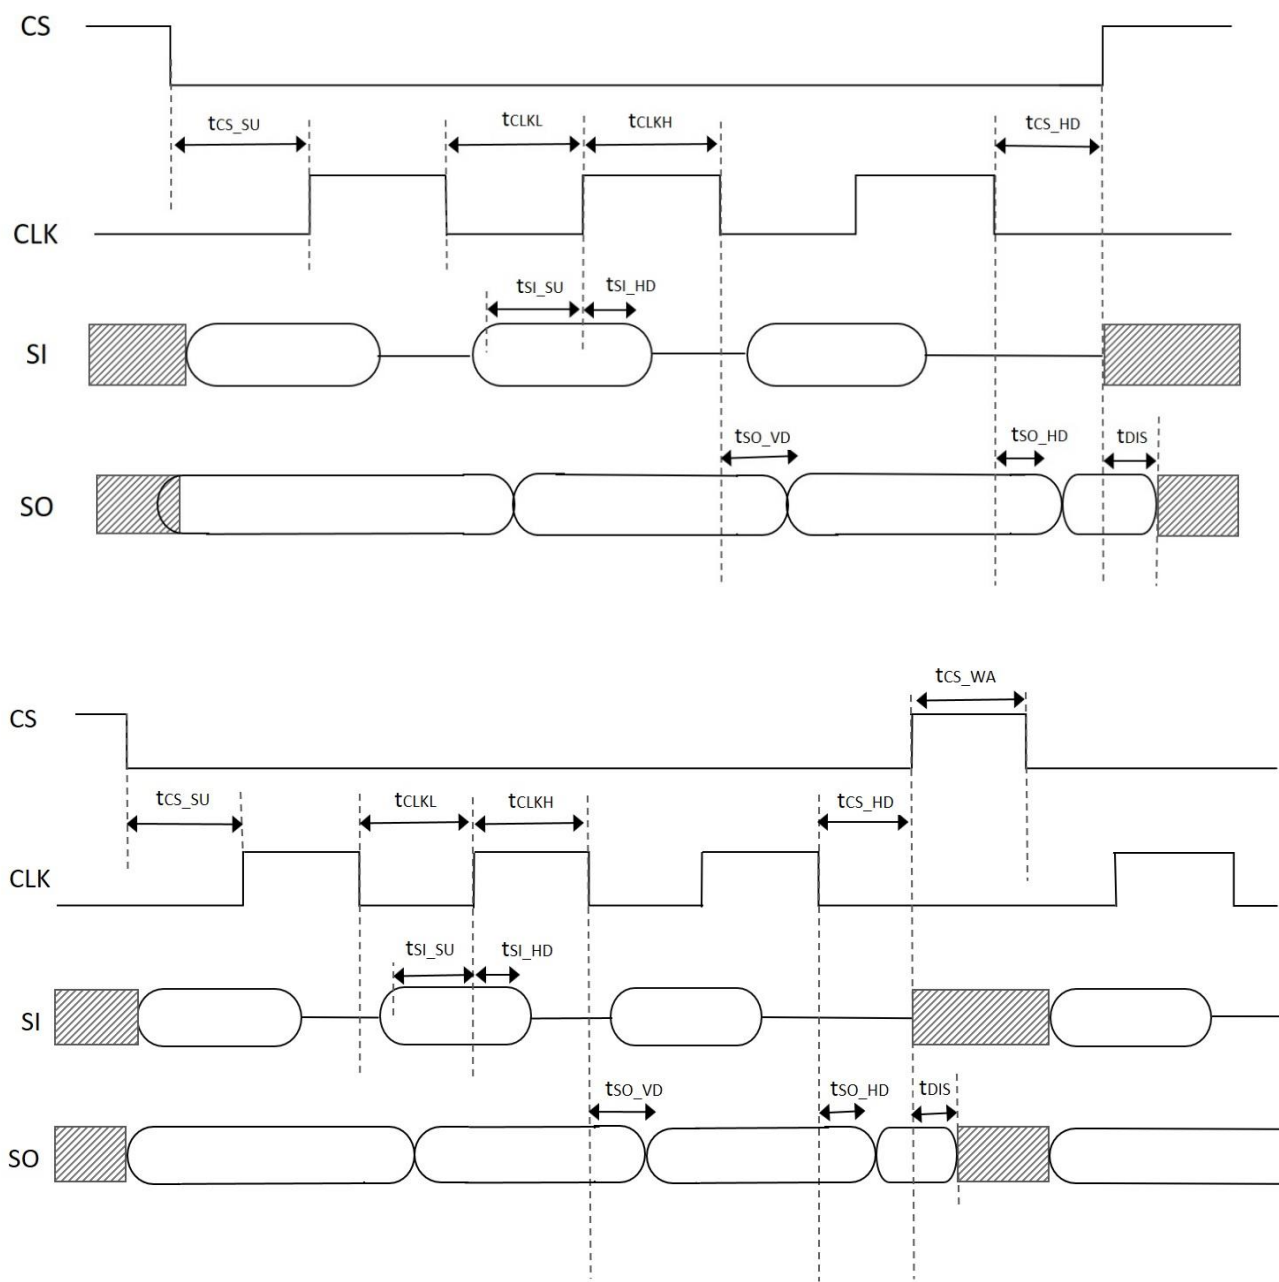 CS
tCS_SU tCLKL tCLKH tCS_HD
CLK
tSI_SU tSI_HD
SI
tSO_VD tSO_HD tDIS
SO
tCS_WA
CS
tCS_SU tCLKL tCLKH tCS_HD
CLK
tSI_SU tSI_HD
SI
tSO_VD tSO_HD tDIS
SO